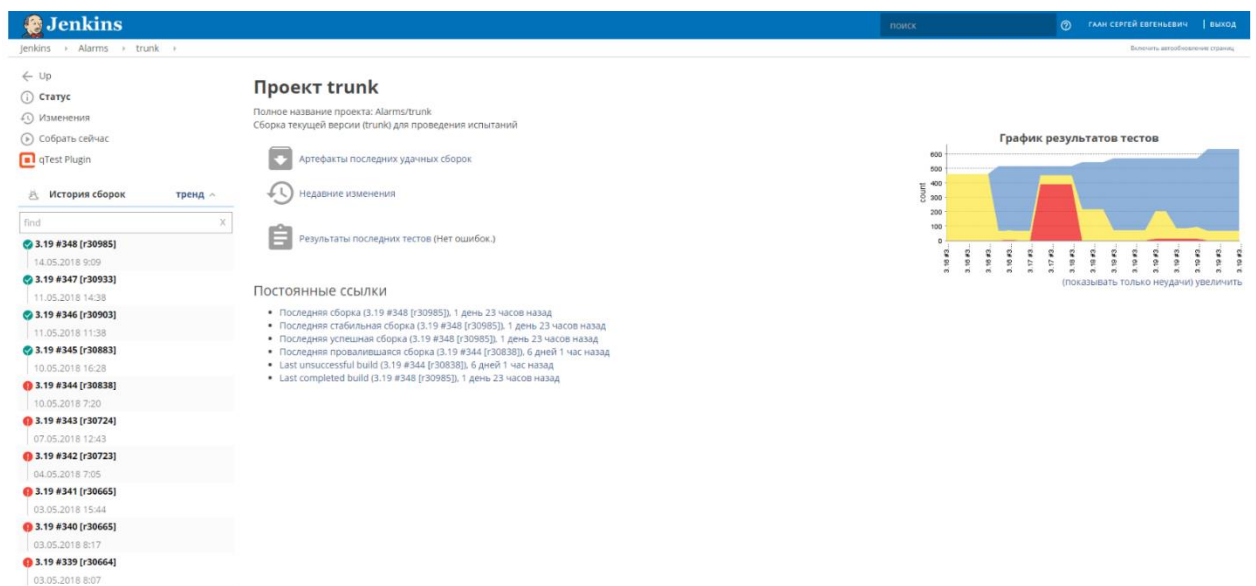 Jenkins
поиск
ГААН СЕРГЕЙ ЕВГЕНЬЕВИЧ | ВЫХОД
Jenkins › Alarms › trunk ›
Включить автообновление страниц
Up
Статус
Изменения
Собрать сейчас
qTest Plugin
История сборок тренд
find X
3.19 #348 [r30985]
14.05.2018 9:09
3.19 #347 [r30933]
11.05.2018 14:38
3.19 #346 [r30903]
11.05.2018 11:38
3.19 #345 [r30883]
10.05.2018 16:28
3.19 #344 [r30838]
10.05.2018 7:20
3.19 #343 [r30724]
07.05.2018 12:43
3.19 #342 [r30723]
04.05.2018 7:05
3.19 #341 [r30665]
03.05.2018 15:44
3.19 #340 [r30665]
03.05.2018 8:17
3.19 #339 [r30664]
03.05.2018 8:07
Проект trunk
Полное название проекта: Alarms/trunk
Сборка текущей версии (trunk) для проведения испытаний
Артефакты последних удачных сборок
Недавние изменения
Результаты последних тестов (Нет ошибок.)
Постоянные ссылки
Последняя сборка (3.19 #348 [r30985]), 1 день 23 часов назад
Последняя стабильная сборка (3.19 #348 [r30985]), 1 день 23 часов назад
Последняя успешная сборка (3.19 #348 [r30985]), 1 день 23 часов назад
Последняя провалившаяся сборка (3.19 #344 [r30838]), 6 дней 1 час назад
Last unsuccessful build (3.19 #344 [r30838]), 6 дней 1 час назад
Last completed build (3.19 #348 [r30985]), 1 день 23 часов назад
График результатов тестов
count
600
500
400
300
200
100
0
(показывать только неудачи) увеличить